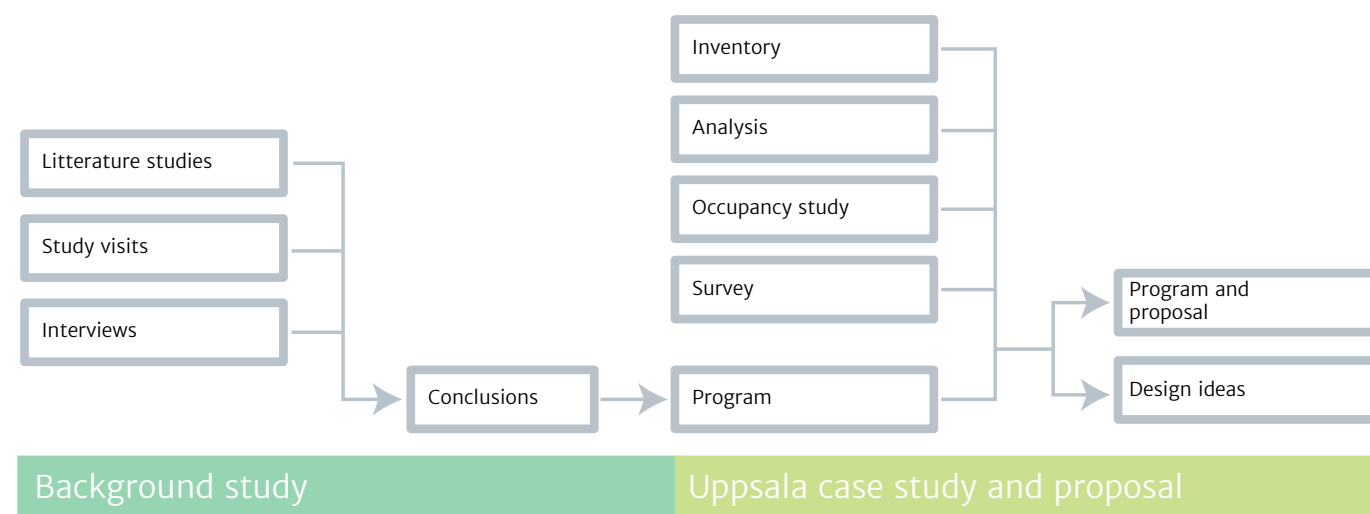 Litterature studies
Study visits
Interviews
Conclusions
Inventory
Analysis
Occupancy study
Survey
Program
Program and
proposal
Design ideas
Background study
Uppsala case study and proposal